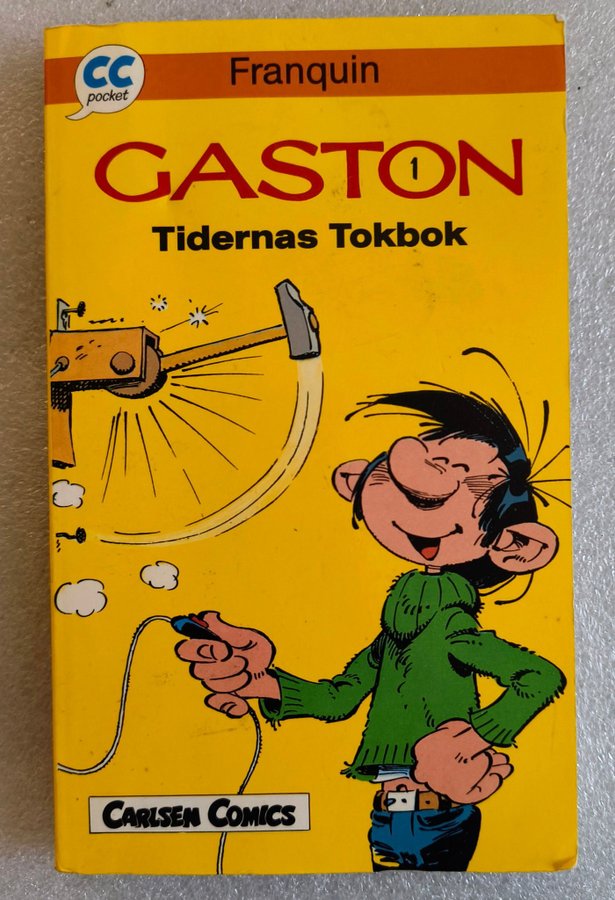 CC
pocket
Franquin
GASTON
1
Tidernas Tokbok
CARLSEN COMICS